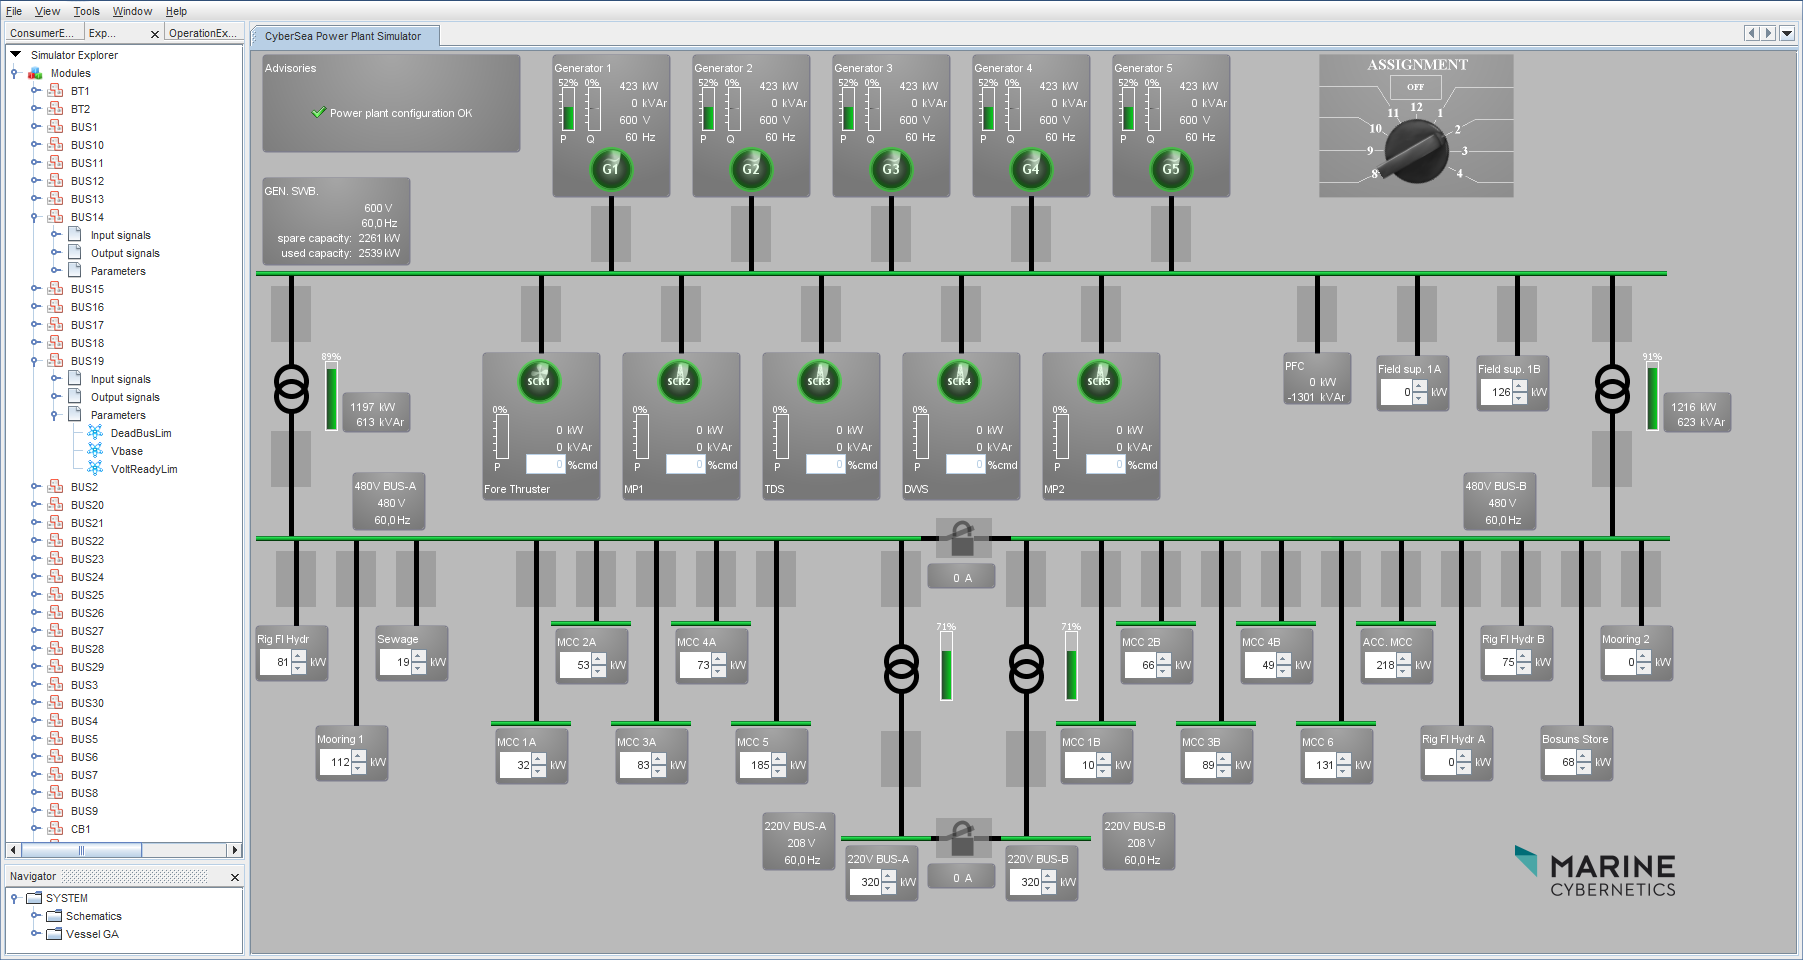 File View Tools Window Help
ConsumerE... Exp... OperationEx...
Simulator Explorer
Modules
BT1
BT2
BUS1
BUS10
BUS11
BUS12
BUS13
BUS14
Input signals
Output signals
Parameters
BUS15
BUS16
BUS17
BUS18
BUS19
Input signals
Output signals
Parameters
DeadBusLim
Vbase
VoltReadyLim
BUS2
BUS20
BUS21
BUS22
BUS23
BUS24
BUS25
BUS26
BUS27
BUS28
BUS29
BUS3
BUS30
BUS4
BUS5
BUS6
BUS7
BUS8
BUS9
CB1
Navigator
SYSTEM
Schematics
Vessel GA
CyberSea Power Plant Simulator
Advisories
Power plant configuration OK
GEN. SWB.
600 V
60,0 Hz
spare capacity: 2261 kW
used capacity: 2539 kW
Generator 1
52% 0% 423 kW
0 kVAr
600 V
P Q 60 Hz
G1
Generator 2
52% 0% 423 kW
0 kVAr
600 V
P Q 60 Hz
G2
Generator 3
52% 0% 423 kW
0 kVAr
600 V
P Q 60 Hz
G3
Generator 4
52% 0% 423 kW
0 kVAr
600 V
P Q 60 Hz
G4
Generator 5
52% 0% 423 kW
0 kVAr
600 V
P Q 60 Hz
G5
ASSIGNMENT
OFF
12
11 1
10 2
9 3
8 4
89%
1197 kW
613 kVAr
SCR1
0%
0 kW
0 kVAr
P 0 %cmd
Fore Thruster
SCR2
0%
0 kW
0 kVAr
P 0 %cmd
MP1
SCR3
0%
0 kW
0 kVAr
P 0 %cmd
TDS
SCR4
0%
0 kW
0 kVAr
P 0 %cmd
DWS
SCR5
0%
0 kW
0 kVAr
P 0 %cmd
MP2
PFC
0 kW
-1301 kVAr
Field sup. 1A
0 kW
Field sup. 1B
126 kW
91%
1216 kW
623 kVAr
480V BUS-A
480 V
60,0 Hz
480V BUS-B
480 V
60,0 Hz
0 A
Rig Fl Hydr
81 kW
Sewage
19 kW
Mooring 1
112 kW
MCC 2A
53 kW
MCC 4A
73 kW
MCC 1A
32 kW
MCC 3A
83 kW
MCC 5
185 kW
71%
71%
MCC 2B
66 kW
MCC 4B
49 kW
ACC. MCC
218 kW
Rig Fl Hydr B
75 kW
Mooring 2
0 kW
MCC 1B
10 kW
MCC 3B
89 kW
MCC 6
131 kW
Rig Fl Hydr A
0 kW
Bosuns Store
68 kW
220V BUS-A
208 V
60,0 Hz
220V BUS-B
208 V
60,0 Hz
220V BUS-A
320 kW
0 A
220V BUS-B
320 kW
MARINE
CYBERNETICS